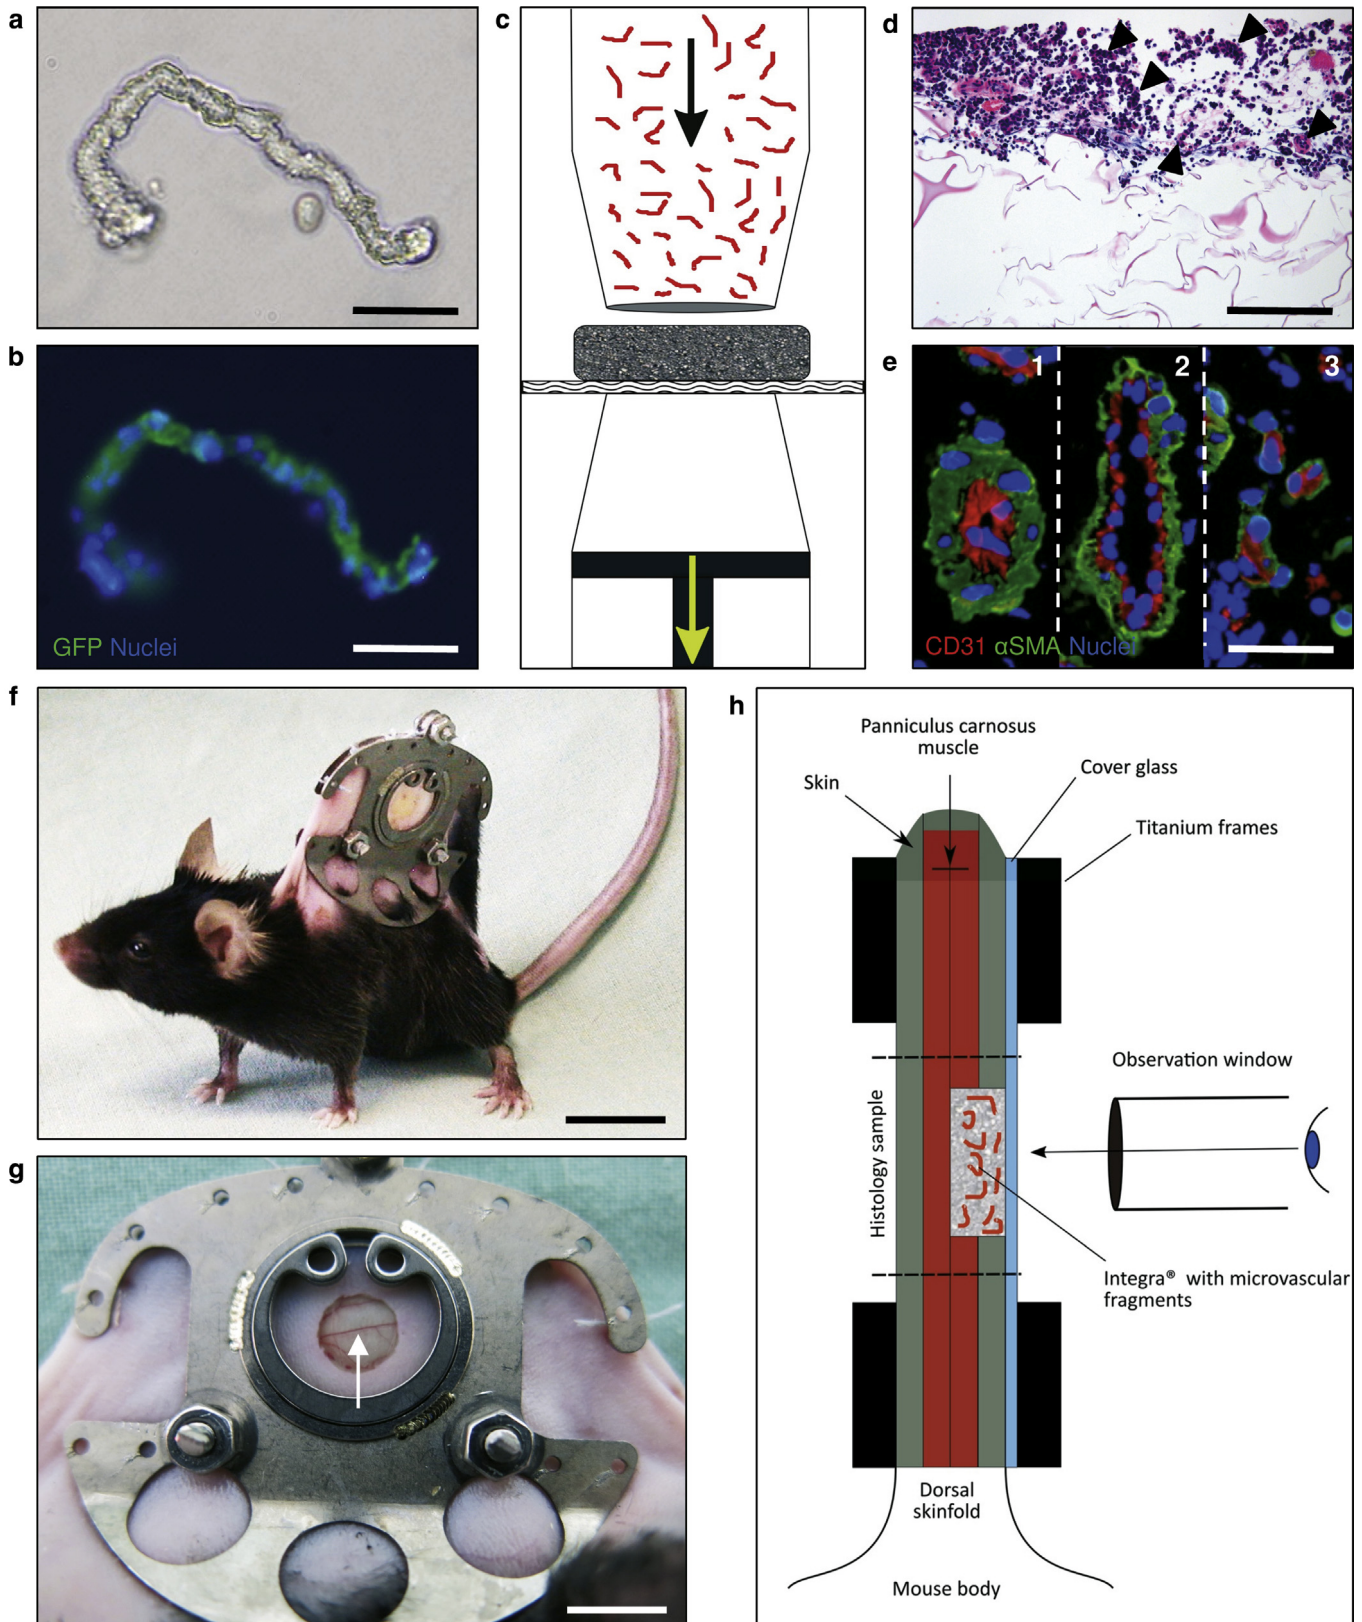 a
c
d
b
GFP Nuclei
e
1
2
3
CD31 αSMA Nuclei
f
h
Panniculus carnosus
muscle
Skin
Cover glass
Titanium frames
Observation window
Histology sample
Integra® with microvascular
fragments
Dorsal
skinfold
Mouse body
g